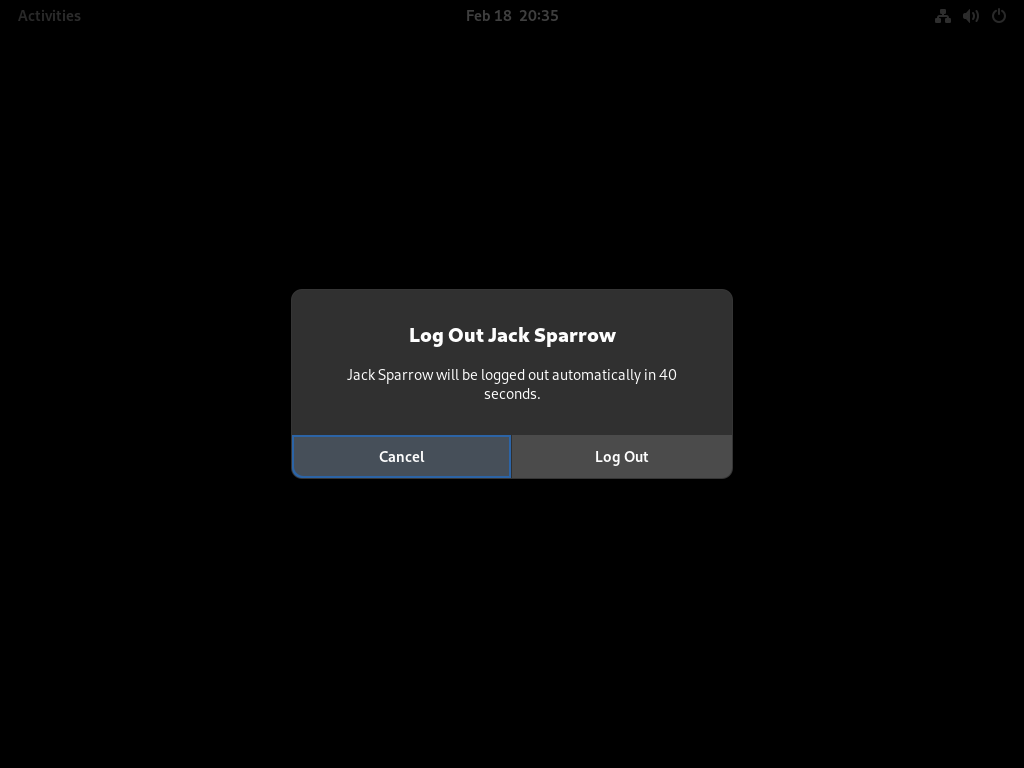 Activities
Feb 18 20:35
Log Out Jack Sparrow
Jack Sparrow will be logged out automatically in 40
seconds.
Cancel
Log Out